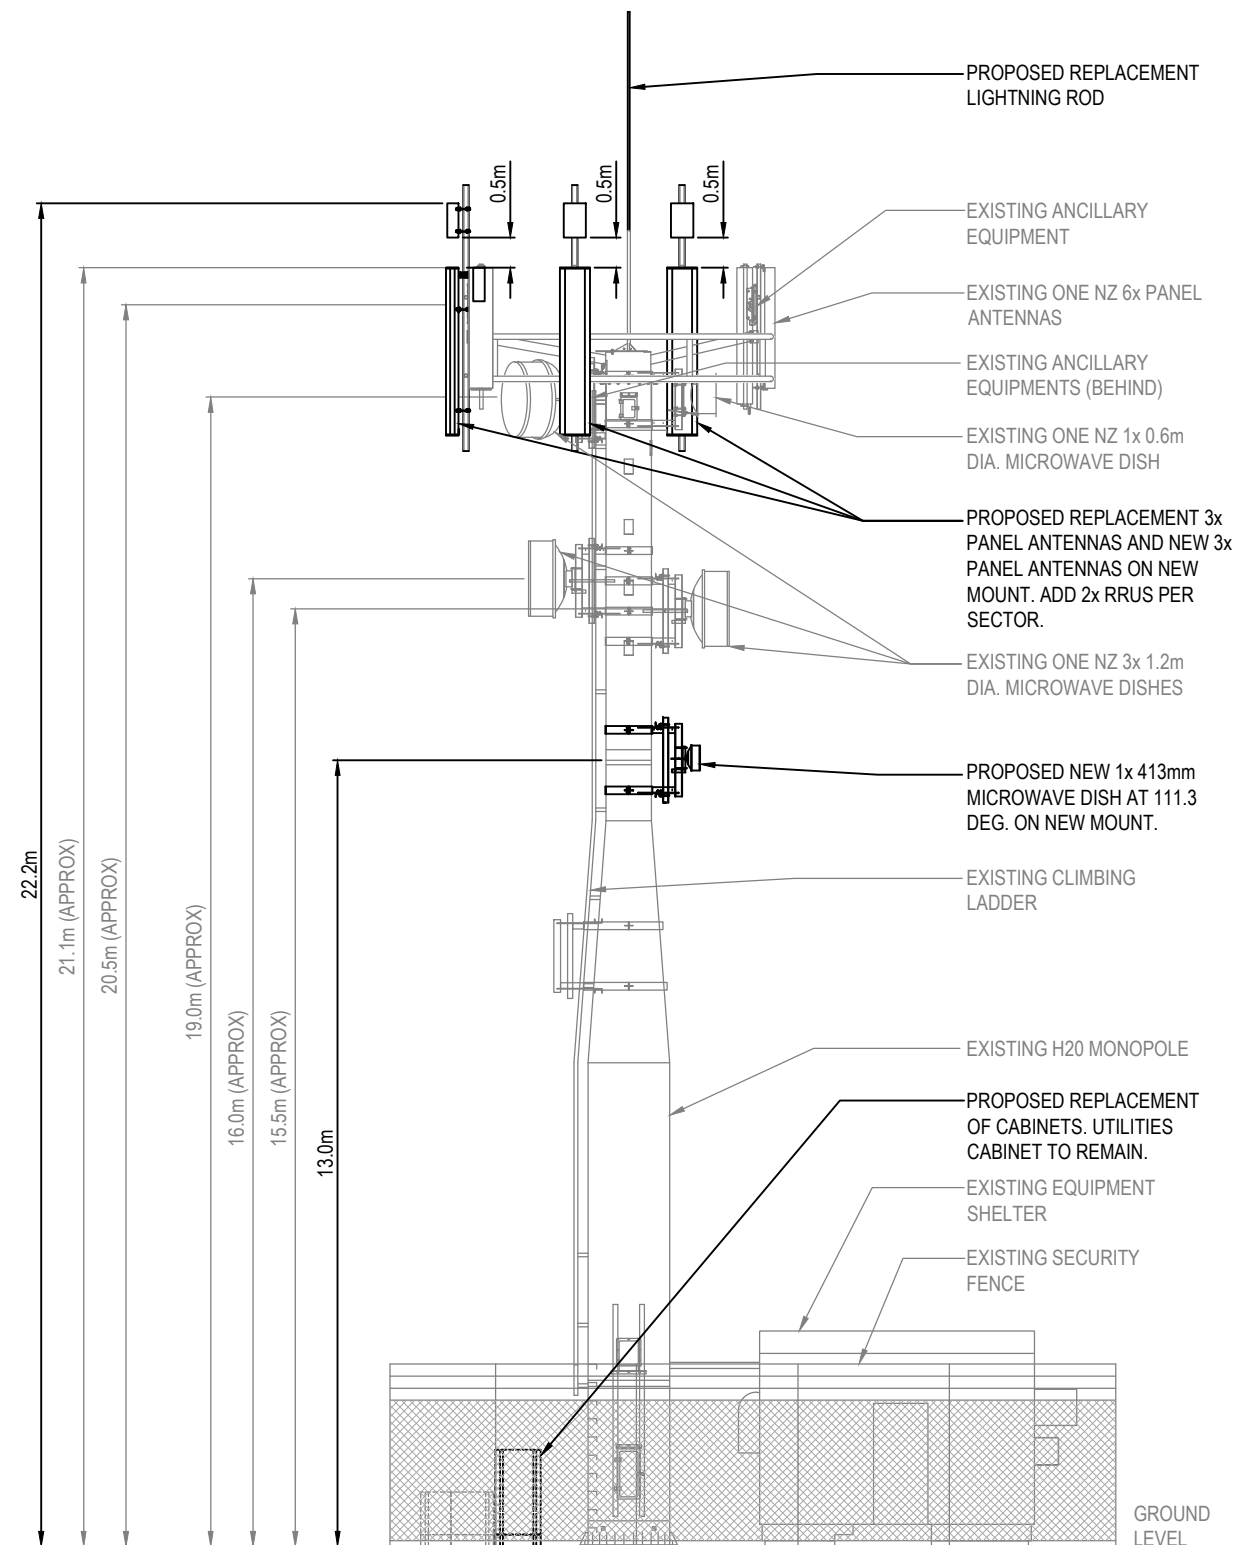 PROPOSED REPLACEMENT
LIGHTNING ROD
0.5m
0.5m
0.5m
EXISTING ANCILLARY
EQUIPMENT
EXISTING ONE NZ 6x PANEL
ANTENNAS
EXISTING ANCILLARY
EQUIPMENTS (BEHIND)
EXISTING ONE NZ 1x 0.6m
DIA. MICROWAVE DISH
PROPOSED REPLACEMENT 3x
PANEL ANTENNAS AND NEW 3x
PANEL ANTENNAS ON NEW
MOUNT. ADD 2x RRUS PER
SECTOR.
EXISTING ONE NZ 3x 1.2m
DIA. MICROWAVE DISHES
PROPOSED NEW 1x 413mm
MICROWAVE DISH AT 111.3
DEG. ON NEW MOUNT.
EXISTING CLIMBING
LADDER
22.2m
21.1m (APPROX)
20.5m (APPROX)
19.0m (APPROX)
16.0m (APPROX)
15.5m (APPROX)
13.0m
EXISTING H20 MONOPOLE
PROPOSED REPLACEMENT
OF CABINETS. UTILITIES
CABINET TO REMAIN.
EXISTING EQUIPMENT
SHELTER
EXISTING SECURITY
FENCE
GROUND
LEVEL